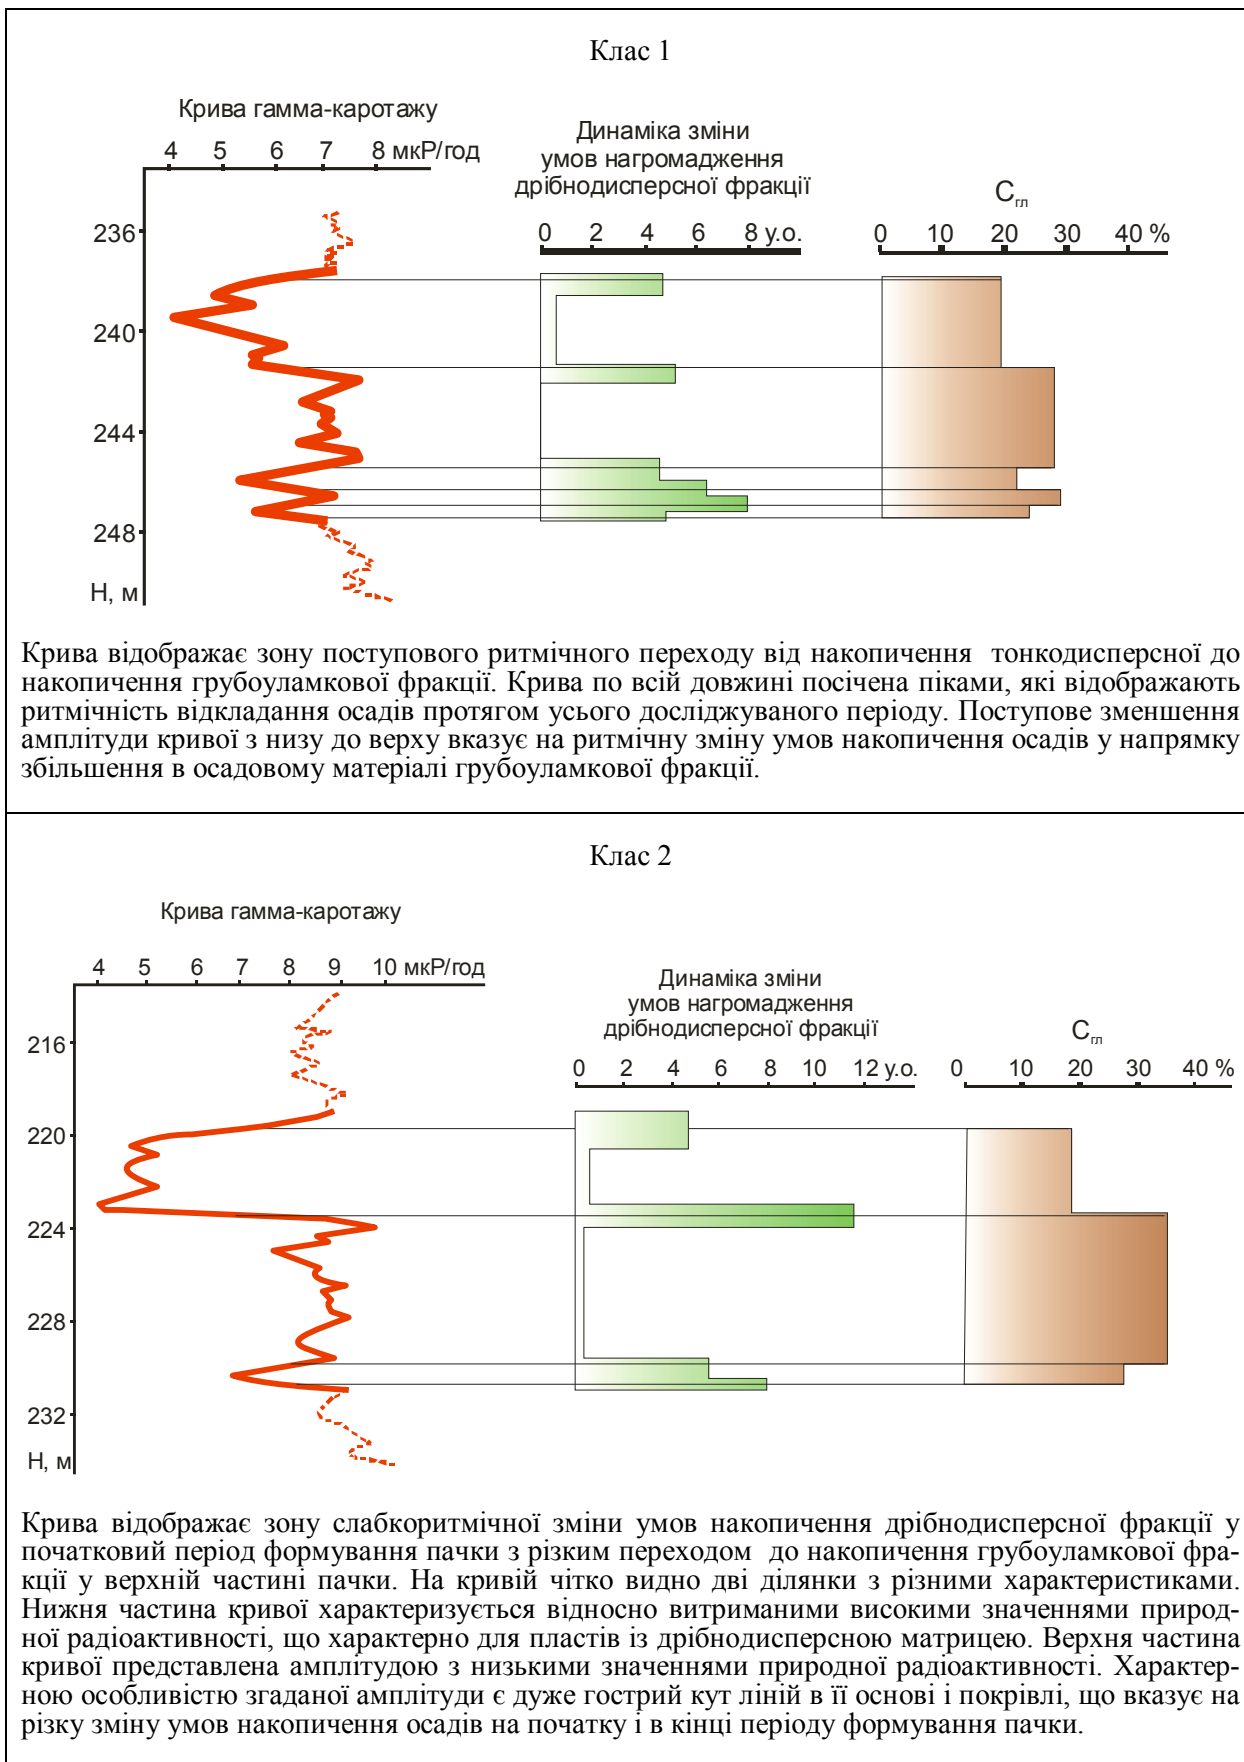 Клас 1
Крива гамма-каротажу
4 5 6 7 8 мкР/год
Динаміка зміни
умов нагромадження
дрібнодисперсної фракції
0 2 4 6 8 у.о.
Сгл
0 10 20 30 40 %
236
240
244
248
Н, м
Крива відображає зону поступового ритмічного переходу від накопичення тонкодисперсної до
накопичення грубоуламкової фракції. Крива по всій довжині посічена піками, які відображають
ритмічність відкладання осадів протягом усього досліджуваного періоду. Поступове зменшення
амплітуди кривої з низу до верху вказує на ритмічну зміну умов накопичення осадів у напрямку
збільшення в осадовому матеріалі грубоуламкової фракції.
Клас 2
Крива гамма-каротажу
4 5 6 7 8 9 10 мкР/год
Динаміка зміни
умов нагромадження
дрібнодисперсної фракції
0 2 4 6 8 10 12 у.о.
Сгл
0 10 20 30 40 %
216
220
224
228
232
Н, м
Крива відображає зону слабкоритмічної зміни умов накопичення дрібнодисперсної фракції у
початковий період формування пачки з різким переходом до накопичення грубоуламкової фра-
кції у верхній частині пачки. На кривій чітко видно дві ділянки з різними характеристиками.
Нижня частина кривої характеризується відносно витриманими високими значеннями природ-
ної радіоактивності, що характерно для пластів із дрібнодисперсною матрицею. Верхня частина
кривої представлена амплітудою з низькими значеннями природної радіоактивності. Характер-
ною особливістю згаданої амплітуди є дуже гострий кут ліній в її основі і покрівлі, що вказує на
різку зміну умов накопичення осадів на початку і в кінці періоду формування пачки.